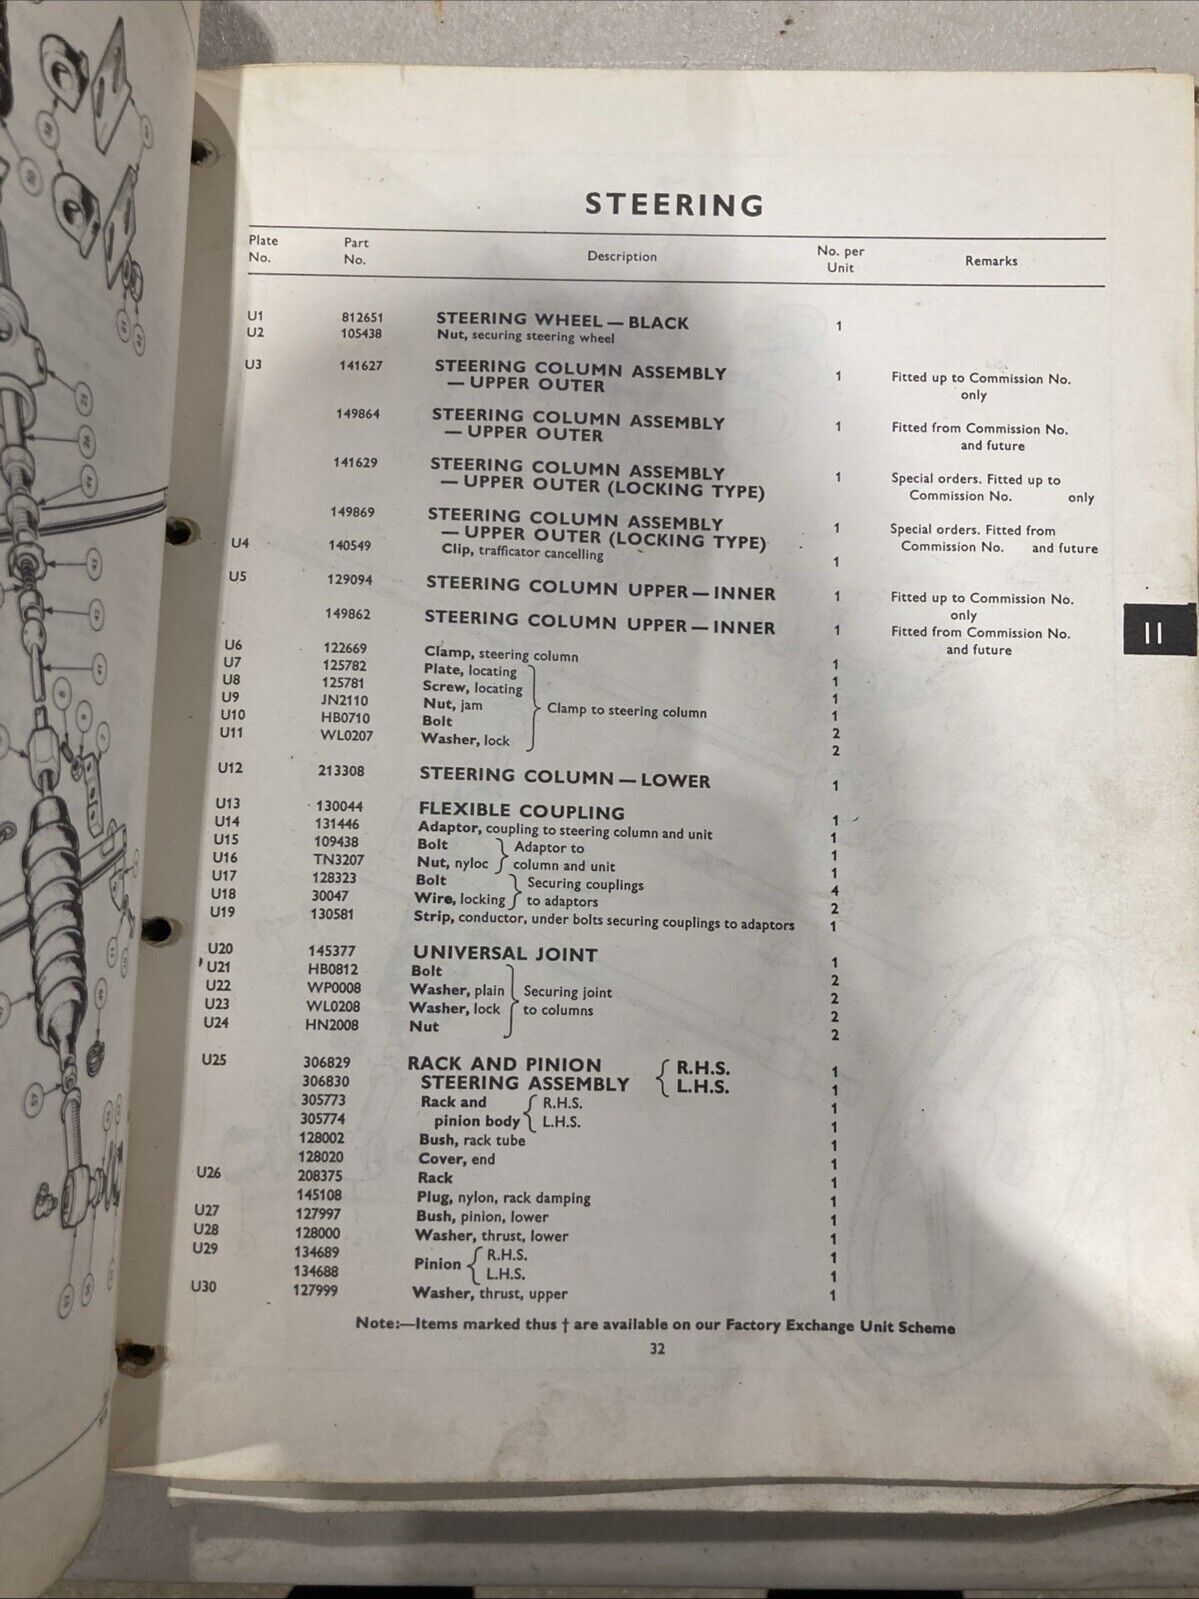 STEERING
Plate No. Part No. Description No. per Unit Remarks
U1 812651 STEERING WHEEL — BLACK 1
U2 105438 Nut, securing steering wheel
U3 141627 STEERING COLUMN ASSEMBLY — UPPER OUTER 1 Fitted up to Commission No. only
149864 STEERING COLUMN ASSEMBLY — UPPER OUTER 1 Fitted from Commission No. and future
141629 STEERING COLUMN ASSEMBLY — UPPER OUTER (LOCKING TYPE) 1 Special orders. Fitted up to Commission No. only
149869 STEERING COLUMN ASSEMBLY — UPPER OUTER (LOCKING TYPE) 1 Special orders. Fitted from Commission No. and future
U4 140549 Clip, trafficator cancelling 1
U5 129094 STEERING COLUMN UPPER — INNER 1 Fitted up to Commission No. only
149862 STEERING COLUMN UPPER — INNER 1 Fitted from Commission No. and future
U6 122669 Clamp, steering column 1
U7 125782 Plate, locating 1
U8 125781 Screw, locating 1
U9 JN2110 Nut, jam Clamp to steering column 1
U10 HB0710 Bolt 2
U11 WL0207 Washer, lock 2
U12 213308 STEERING COLUMN — LOWER 1
U13 130044 FLEXIBLE COUPLING 1
U14 131446 Adaptor, coupling to steering column and unit 1
U15 109438 Bolt Adaptor to 1
U16 TN3207 Nut, nyloc column and unit 1
U17 128323 Bolt Securing couplings 4
U18 30047 Wire, locking to adaptors 2
U19 130581 Strip, conductor, under bolts securing couplings to adaptors 1
U20 145377 UNIVERSAL JOINT 1
U21 HB0812 Bolt 2
U22 WP0008 Washer, plain Securing joint 2
U23 WL0208 Washer, lock to columns 2
U24 HN2008 Nut 2
U25 306829 RACK AND PINION R.H.S. 1
306830 STEERING ASSEMBLY L.H.S. 1
305773 Rack and R.H.S. 1
305774 pinion body L.H.S. 1
128002 Bush, rack tube 1
128020 Cover, end 1
U26 208375 Rack 1
145108 Plug, nylon, rack damping 1
U27 127997 Bush, pinion, lower 1
U28 128000 Washer, thrust, lower 1
U29 134689 Pinion R.H.S. 1
134688 L.H.S. 1
U30 127999 Washer, thrust, upper 1
Note:—Items marked thus † are available on our Factory Exchange Unit Scheme
32
II